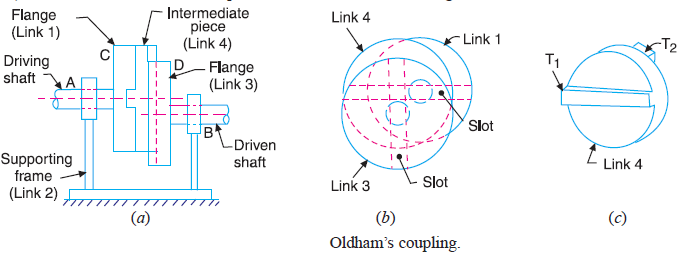 Flange
(Link 1)
Intermediate
piece
(Link 4)
C
D
Driving
shaft
A
Flange
(Link 3)
B
Driven
shaft
Supporting
frame
(Link 2)
(a)
Link 4
Link 1
Slot
Link 3
Slot
(b)
T1
T2
Link 4
(c)
Oldham's coupling.